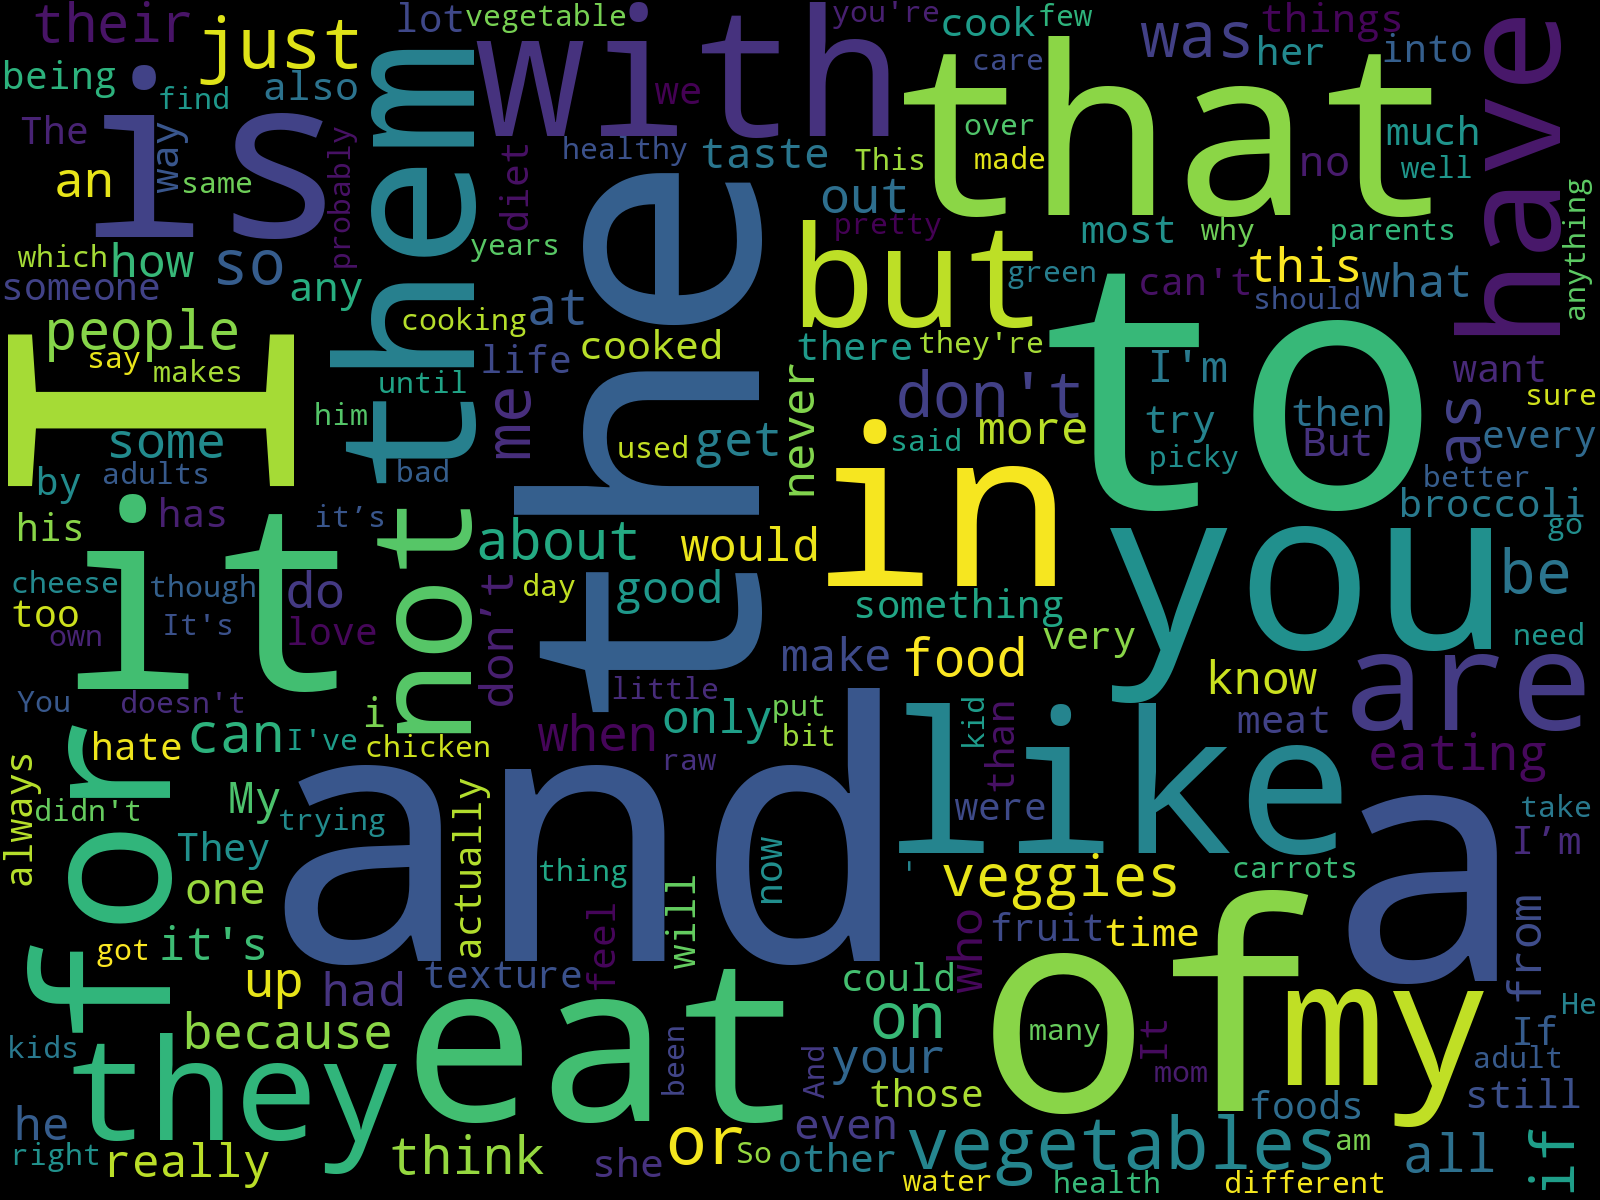 their
just
lot
vegetable
with
you're
cook
few
was
things
her
into
being
is
also
them
we
care
that
have
find
The
way
probably
diet
healthy
taste
over
This
made
no
much
well
an
same
the
out
pretty
most
why
parents
anything
which
how
so
years
but
green
can't
this
what
someone
any
at
to
should
people
cooking
life
cooked
there
they're
I
say
makes
until
me
never
don't
I'm
want
sure
him
get
more
try
then
as
every
some
used
said
in
picky
But
by
adults
bad
better
broccoli
his
it
has
it’s
not
about
would
you
go
cheese
though
do
don’t
day
good
something
be
too
own
It's
love
make
food
very
need
You
doesn't
i
little
know
are
for
hate
can
I've
chicken
when
only
put
bit
like
kid
than
meat
eating
always
didn't
My
trying
and
actually
raw
were
a
take
They
thing
now
-
veggies
carrots
I’m
one
feel
will
who
fruit
time
from
got
it's
of
up
had
texture
could
my
He
because
eat
on
many
It
If
kids
they
been
And
your
mom
adult
those
foods
still
he
right
really
think
she
or
So
even
other
vegetables
am
all
if
water
health
different